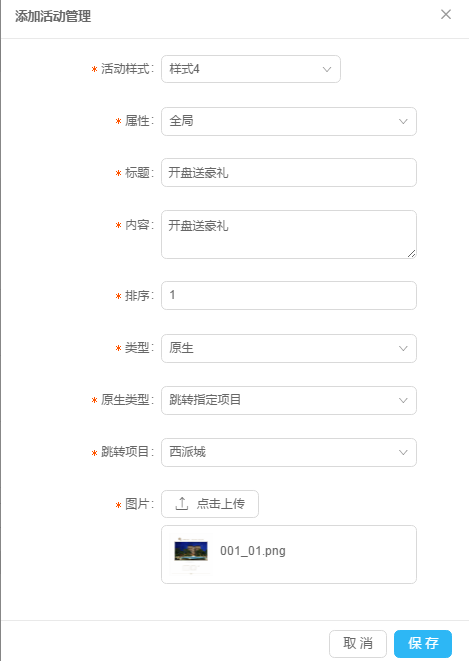 添加活动管理
* 活动样式: 样式4
* 属性: 全局
* 标题: 开盘送豪礼
* 内容: 开盘送豪礼
* 排序: 1
* 类型: 原生
* 原生类型: 跳转指定项目
* 跳转项目: 西派城
* 图片: 点击上传
001_01.png
取 消 保 存